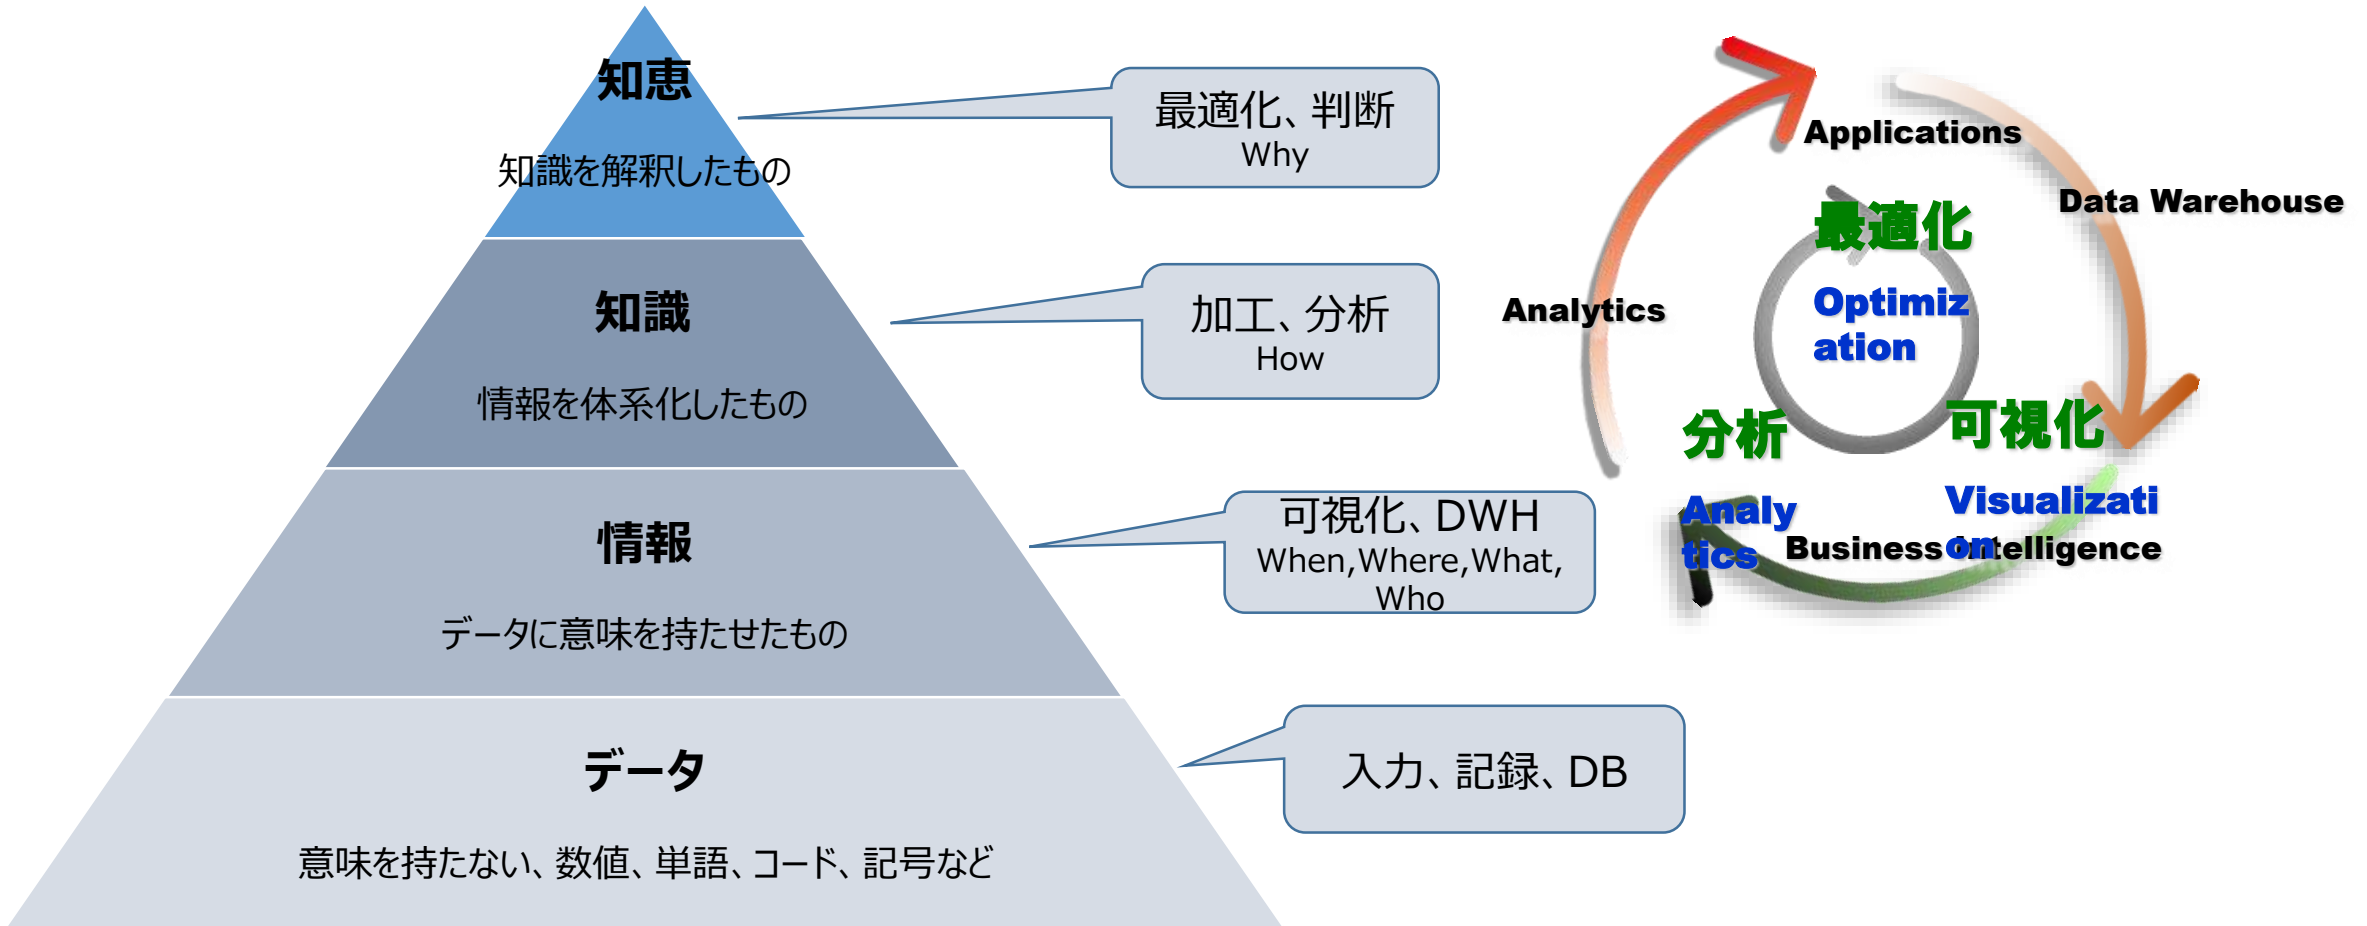 知恵
知識を解釈したもの
知識
情報を体系化したもの
情報
データに意味を持たせたもの
データ
意味を持たない、数値、単語、コード、記号など
最適化、判断
Why
加工、分析
How
可視化、DWH
When,Where,What,
Who
入力、記録、DB
Applications
Data Warehouse
最適化
Optimiz
ation
Analytics
分析
Analy
tics
可視化
Visualizati
on
Business Intelligence